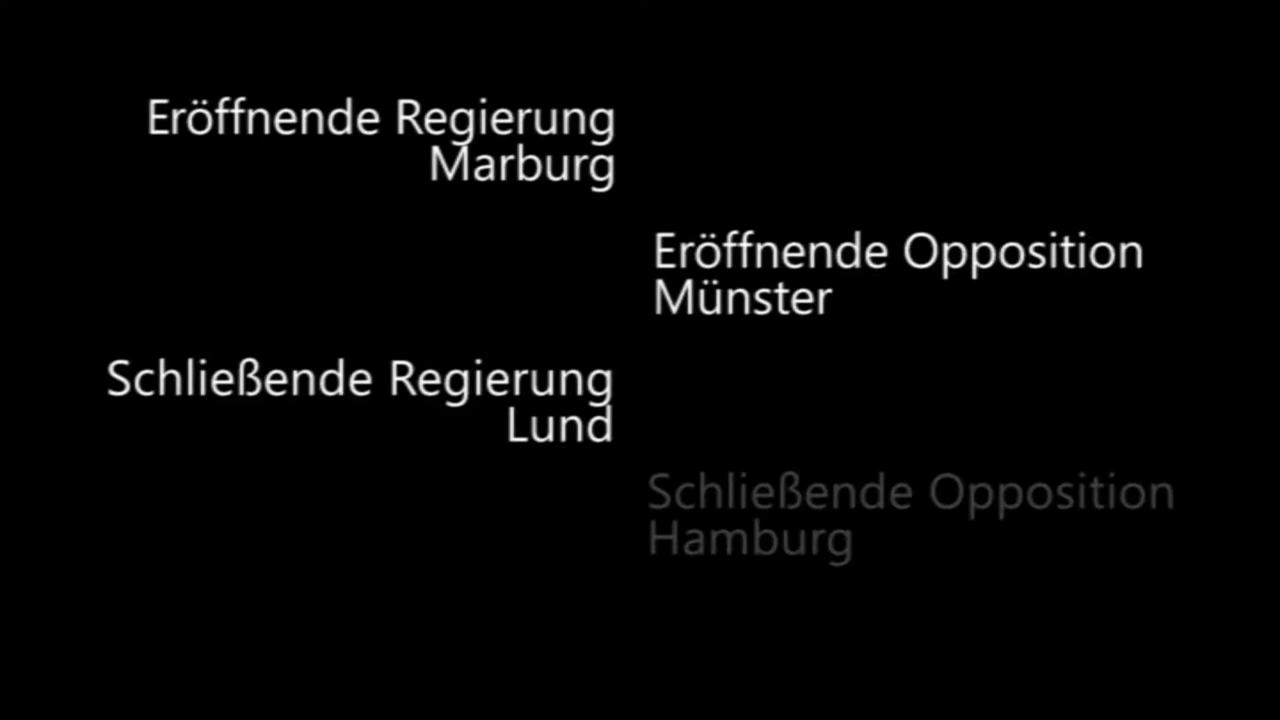 Eröffnende Regierung
Marburg
Eröffnende Opposition
Münster
Schließende Regierung
Lund
Schließende Opposition
Hamburg